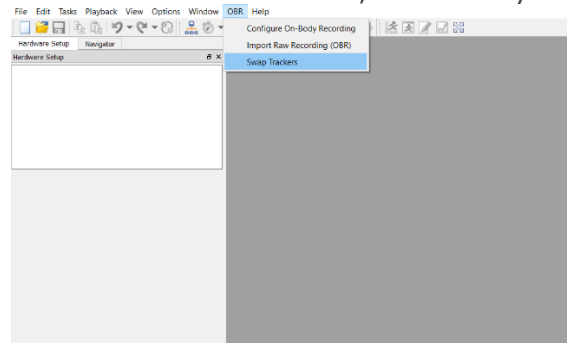 File Edit Tasks Playback View Options Window OBR Help
Configure On-Body Recording
Hardware Setup Navigator
Import Raw Recording (OBR)
Hardware Setup
Swap Trackers